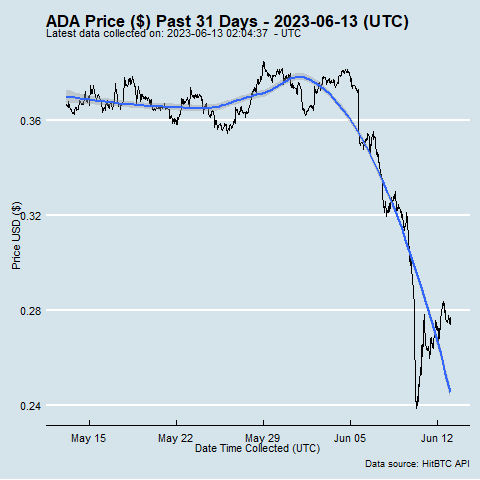 ADA Price ($) Past 31 Days - 2023-06-13 (UTC)
Latest data collected on: 2023-06-13 02:04:37 - UTC
Price USD ($)
0.36
0.32
0.28
0.24
May 15 May 22 May 29 Jun 05 Jun 12
Date Time Collected (UTC)
Data source: HitBTC API